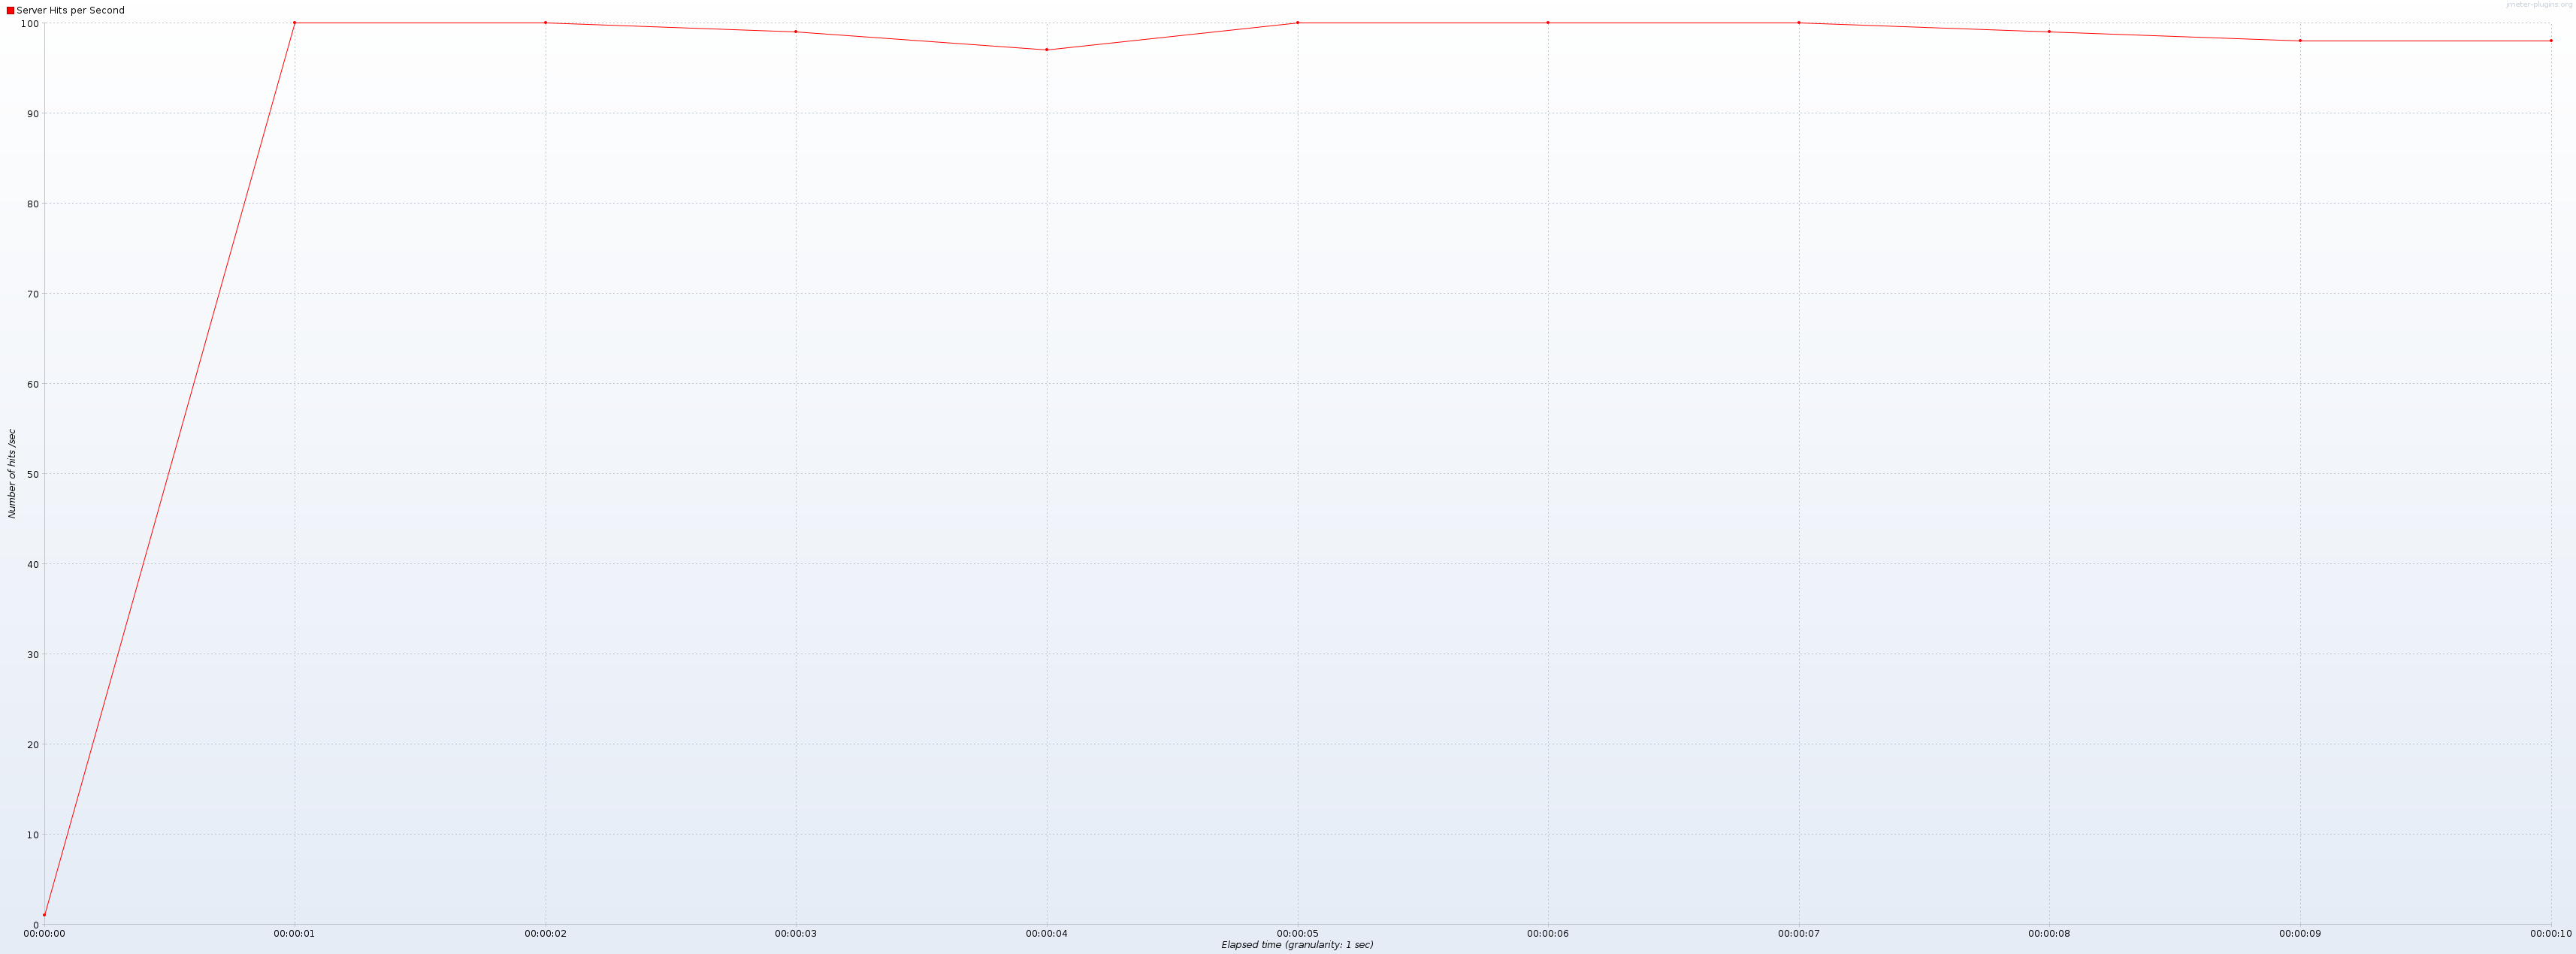 Server Hits per Second
jmeter-plugins.org
100
90
80
70
60
50
40
30
20
10
0
Number of hits /sec
00:00:00 00:00:01 00:00:02 00:00:03 00:00:04 00:00:05 00:00:06 00:00:07 00:00:08 00:00:09 00:00:10
Elapsed time (granularity: 1 sec)